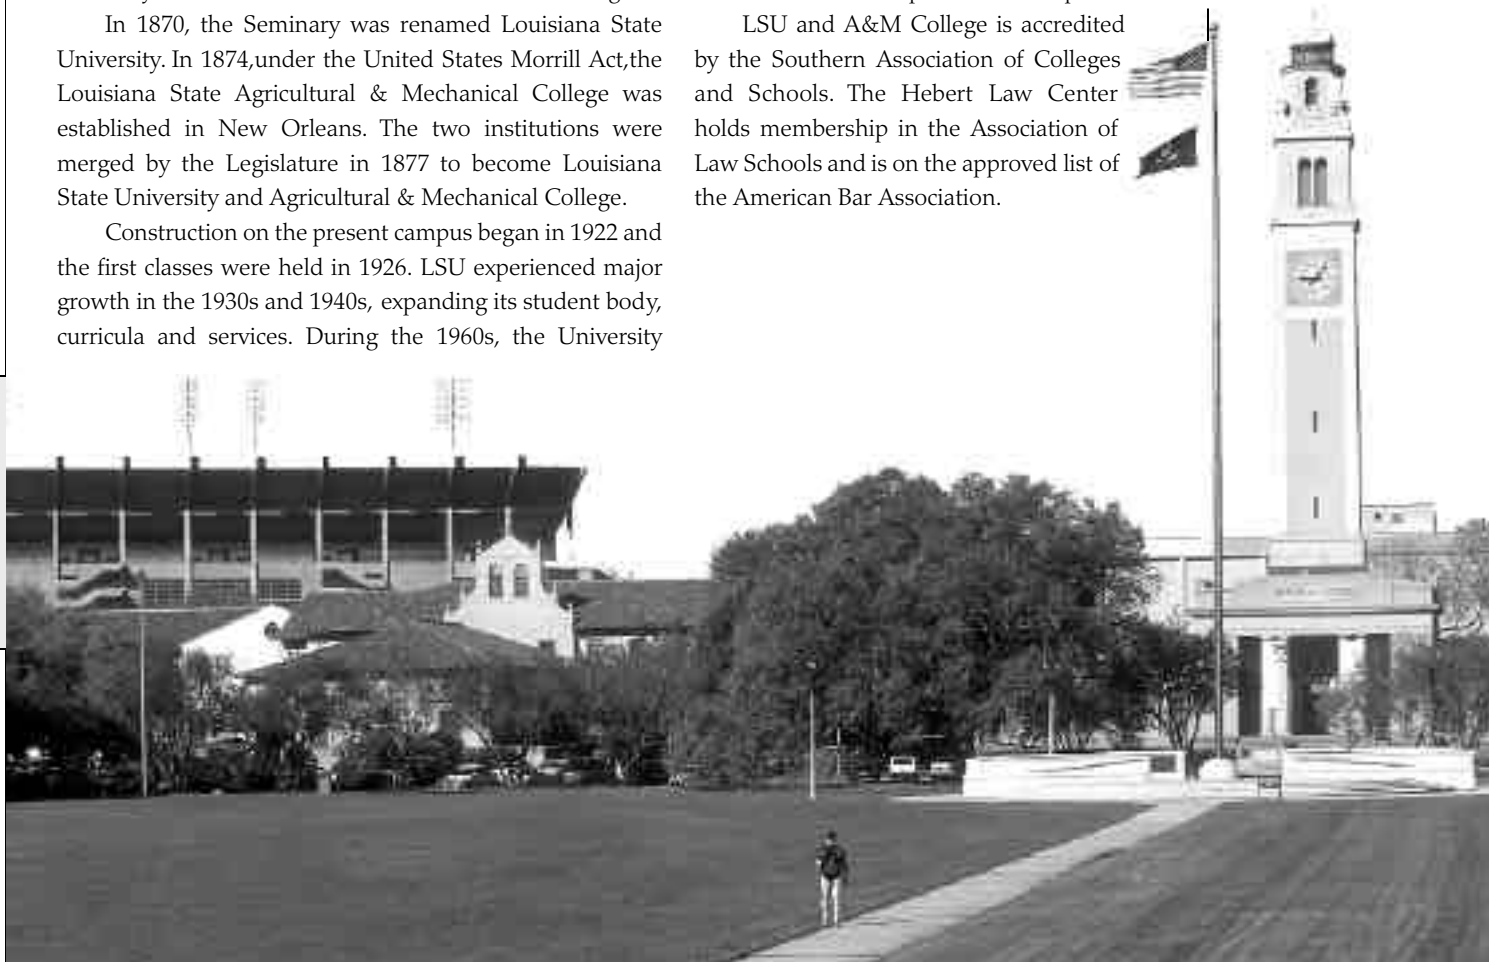 In 1870, the Seminary was renamed Louisiana State
University. In 1874,under the United States Morrill Act,the
Louisiana State Agricultural & Mechanical College was
established in New Orleans. The two institutions were
merged by the Legislature in 1877 to become Louisiana
State University and Agricultural & Mechanical College.
Construction on the present campus began in 1922 and
the first classes were held in 1926. LSU experienced major
growth in the 1930s and 1940s, expanding its student body,
curricula and services. During the 1960s, the University
LSU and A&M College is accredited
by the Southern Association of Colleges
and Schools. The Hebert Law Center
holds membership in the Association of
Law Schools and is on the approved list of
the American Bar Association.